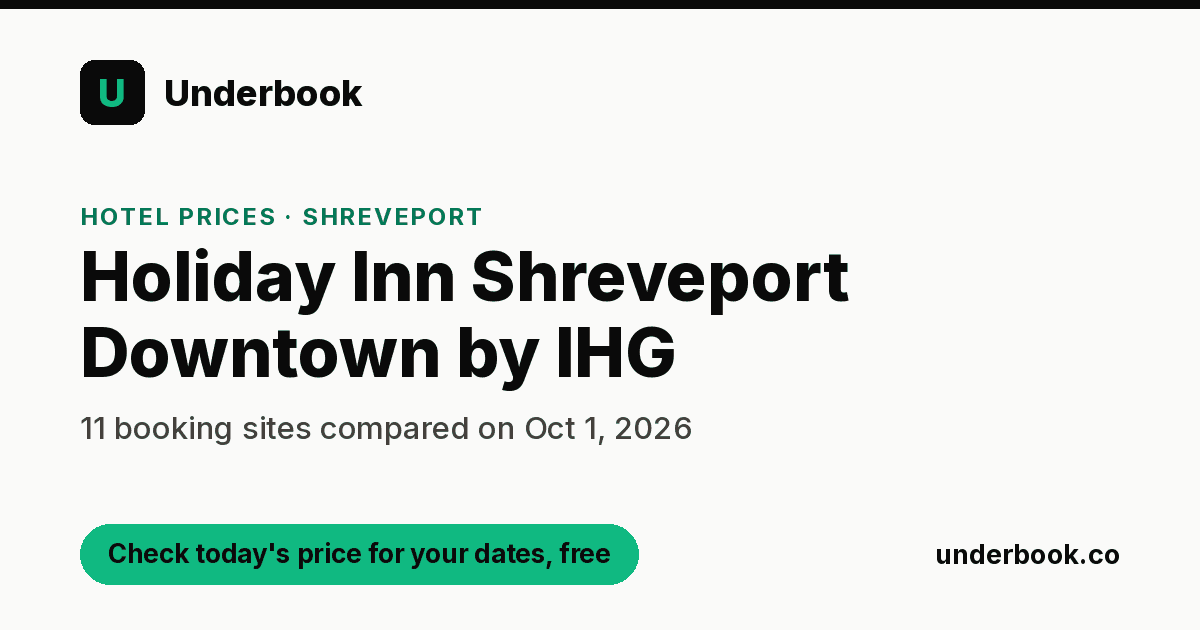 U
Underbook
HOTEL PRICES · SHREVEPORT
Holiday Inn Shreveport
Downtown by IHG
11 booking sites compared on Oct 1, 2026
Check today's price for your dates, free
underbook.co